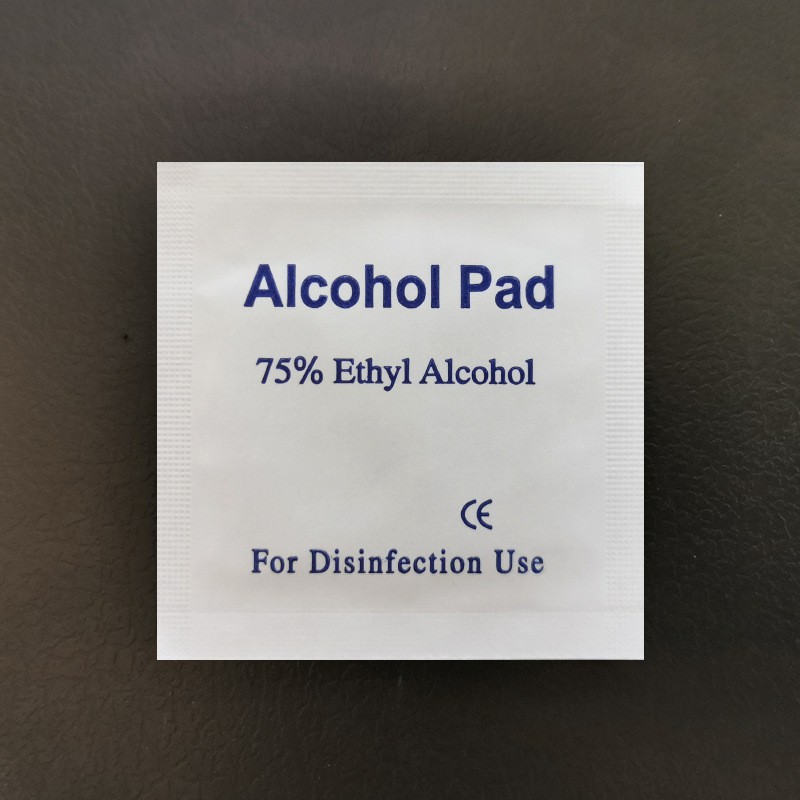 Alcohol Pad
75% Ethyl Alcohol
CE
For Disinfection Use